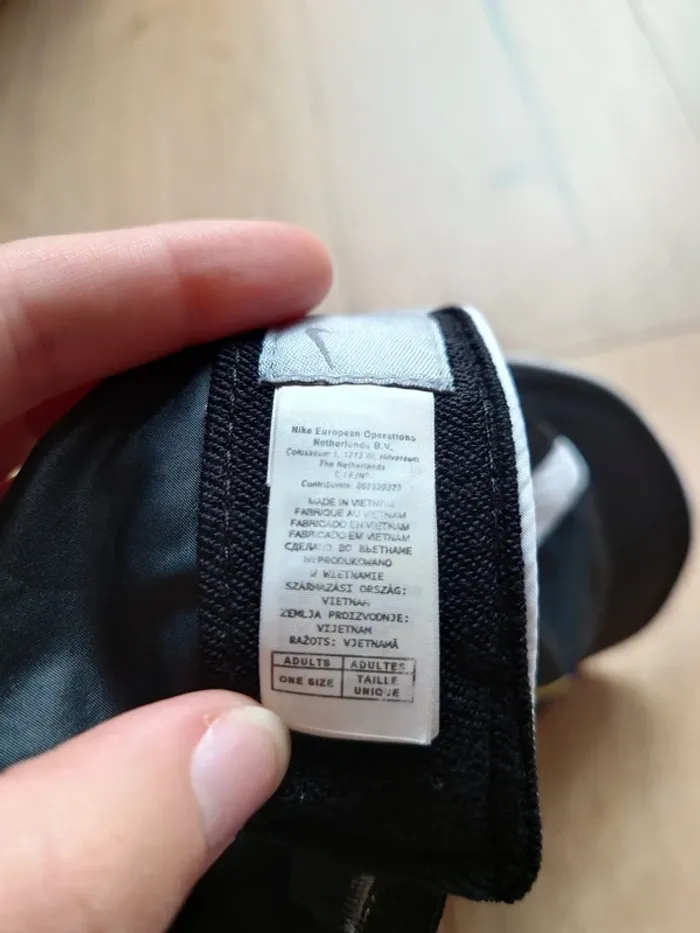 Nike European Operations
Netherlands B.V.
Colosseum 1, 1213 NL Hilversum
The Netherlands
C.I.F/Nº
Contribuinte:
MADE IN VIETNAM
FABRIQUE AU VIETNAM
FABRICADO EN VIETNAM
FABRICADO EM VIETNAM
СДЕЛАНО ВО ВЬЕТНАМЕ
WYPRODUKOWANO
W WIETNAMIE
SZÁRMAZÁSI ORSZÁG:
VIETNAM
ZEMLJA PROIZVODNJE:
VIJETNAM
RAŽOTS: VJETNAMĀ
ADULTS ADULTES
ONE SIZE TAILLE
UNIQUE